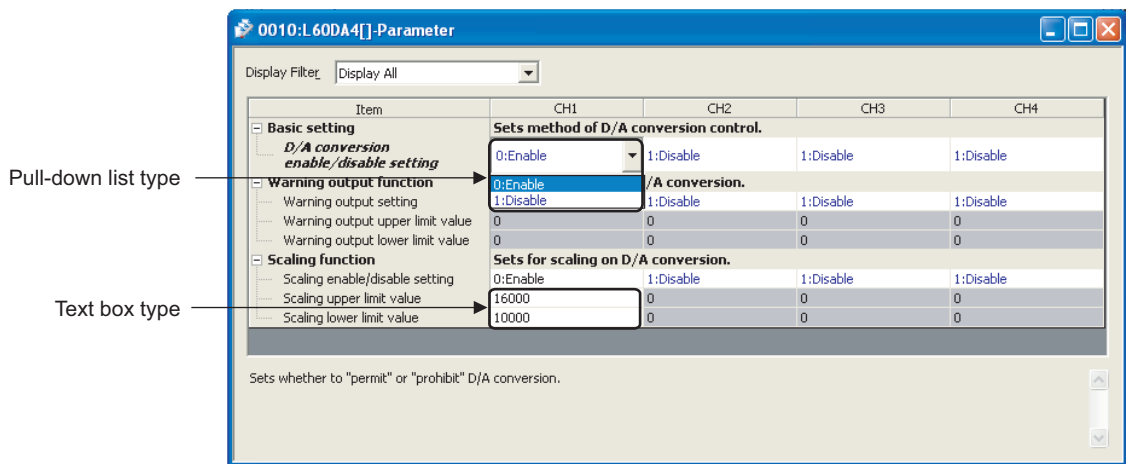 0010:L60DA4[]-Parameter
Display Filter Display All
Item CH1 CH2 CH3 CH4
Basic setting Sets method of D/A conversion control.
D/A conversion
enable/disable setting 0:Enable 1:Disable 1:Disable 1:Disable
Pull-down list type
Warning output function 0:Enable /A conversion.
Warning output setting 1:Disable 1:Disable 1:Disable 1:Disable
Warning output upper limit value 0 0 0 0
Warning output lower limit value 0 0 0 0
Scaling function Sets for scaling on D/A conversion.
Scaling enable/disable setting 0:Enable 1:Disable 1:Disable 1:Disable
Text box type
Scaling upper limit value 16000 0 0 0
Scaling lower limit value 10000 0 0 0
Sets whether to "permit" or "prohibit" D/A conversion.